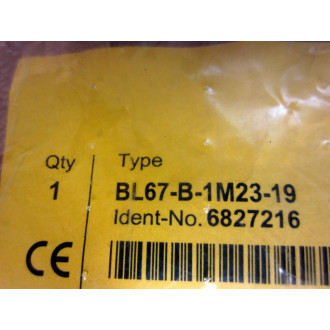 Qty Type
1 BL67-B-1M23-19
Ident-No. 6827216
CE